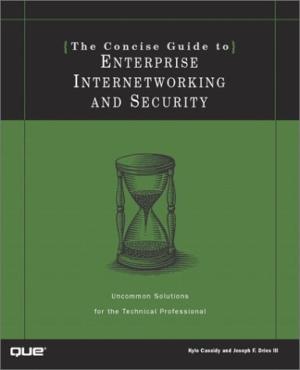 {The Concise Guide to}
ENTERPRISE
INTERNETWORKING
AND SECURITY
Uncommon Solutions
for the Technical Professional
que
Kyle Cassidy and Joseph F. Dries III